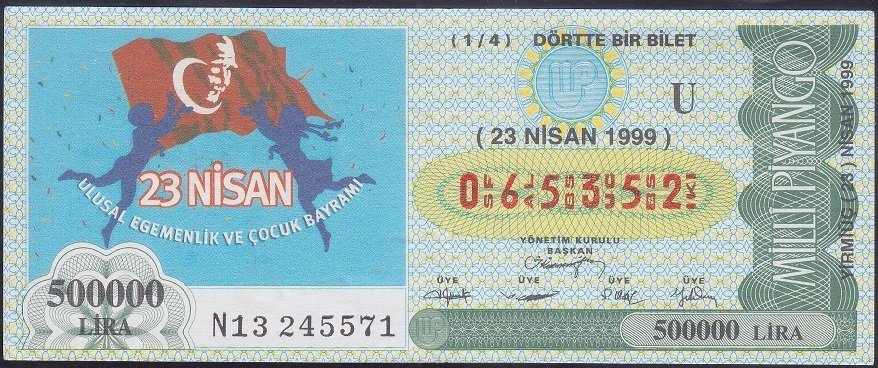 23 NİSAN
ULUSAL EGEMENLİK VE ÇOCUK BAYRAMI
500000
LİRA
N13 245571
(1/4) DÖRTTE BİR BİLET
MP
U
(23 NİSAN 1999)
0 6 5 3 5 2
YÖNETİM KURULU
BAŞKAN
ÜYE ÜYE ÜYE ÜYE
MP
500000 LİRA
MİLLİ PİYANGO
YİRMİÜÇ (23) NİSAN 1999